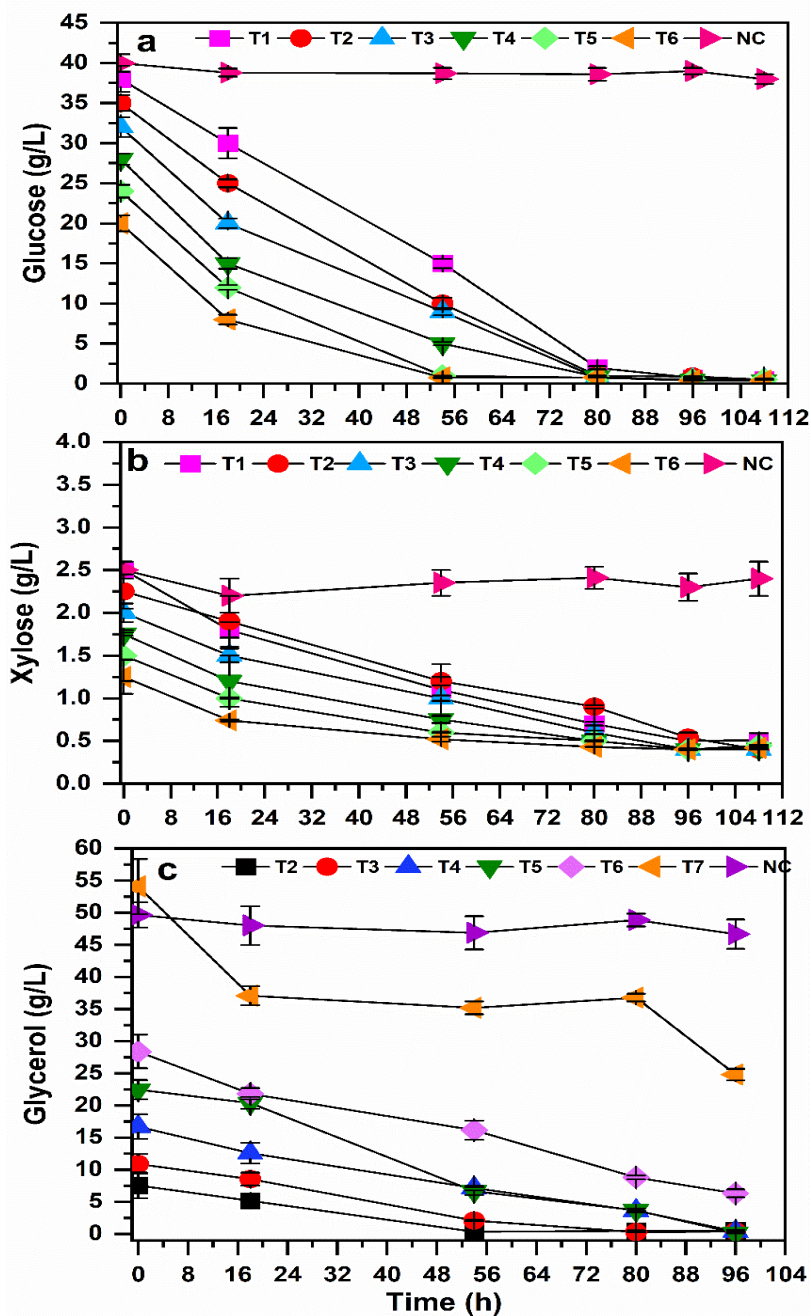 a
T1 T2 T3 T4 T5 T6 NC
Glucose (g/L)
45
40
35
30
25
20
15
10
5
0
0 8 16 24 32 40 48 56 64 72 80 88 96 104 112
b
T1 T2 T3 T4 T5 T6 NC
Xylose (g/L)
4.0
3.5
3.0
2.5
2.0
1.5
1.0
0.5
0.0
0 8 16 24 32 40 48 56 64 72 80 88 96 104 112
c
T2 T3 T4 T5 T6 T7 NC
Glycerol (g/L)
60
55
50
45
40
35
30
25
20
15
10
5
0
0 8 16 24 32 40 48 56 64 72 80 88 96 104
Time (h)